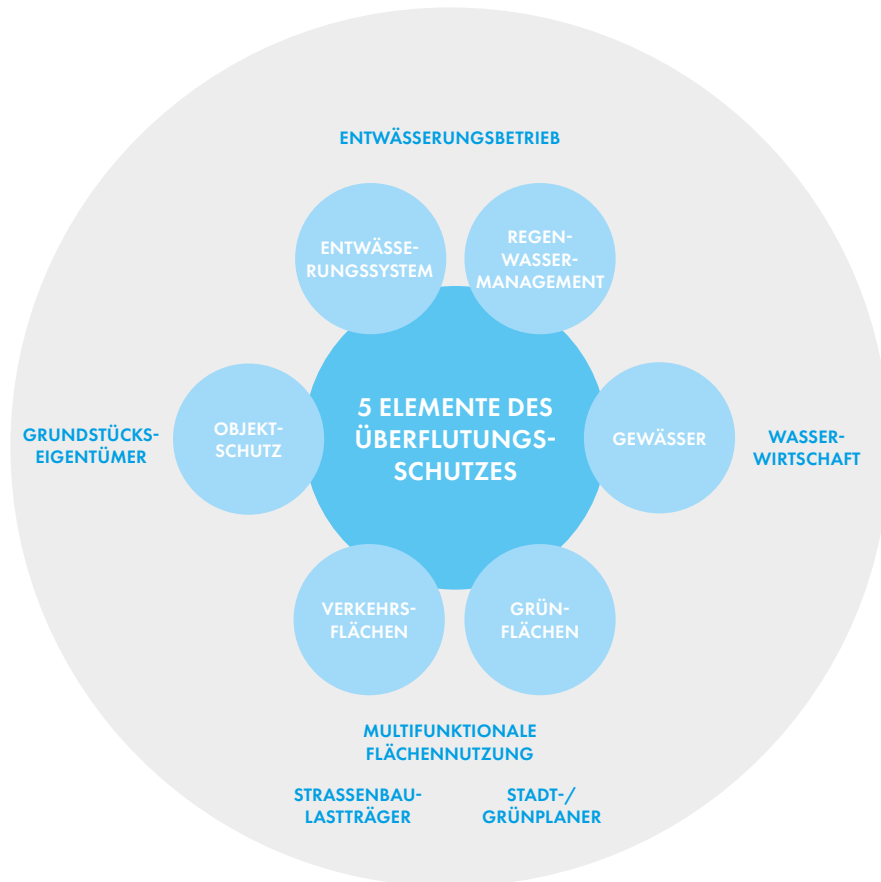 ENTWÄSSERUNGSBETRIEB
ENTWÄSSE-
RUNGSSYSTEM
REGEN-
WASSER-
MANAGEMENT
GRUNDSTÜCKS-
EIGENTÜMER
OBJEKT-
SCHUTZ
5 ELEMENTE DES
ÜBERFLUTUNGS-
SCHUTZES
GEWÄSSER
WASSER-
WIRTSCHAFT
VERKEHRS-
FLÄCHEN
GRÜN-
FLÄCHEN
MULTIFUNKTIONALE
FLÄCHENNUTZUNG
STRASSENBAU-
LASTTRÄGER
STADT-/
GRÜNPLANER